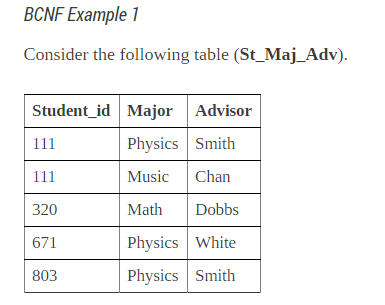 BCNF Example 1
Consider the following table (St_Maj_Adv).
Student_id Major Advisor
111 Physics Smith
111 Music Chan
320 Math Dobbs
671 Physics White
803 Physics Smith